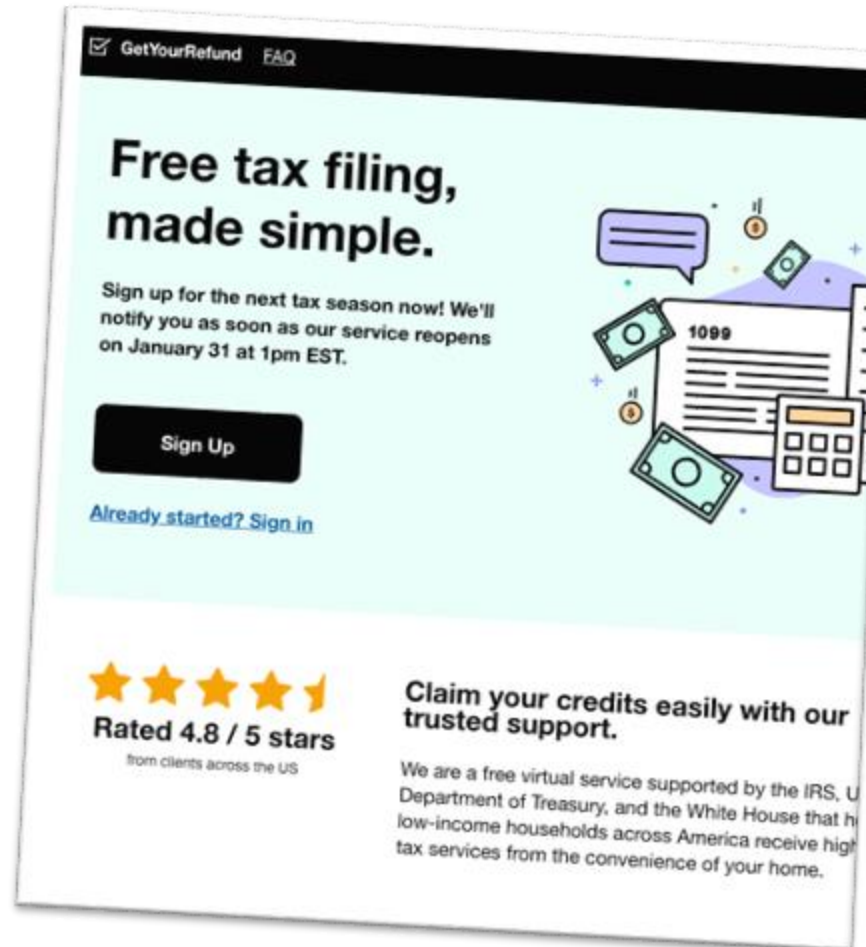 GetYourRefund FAQ
Free tax filing,
made simple.
Sign up for the next tax season now! We'll
notify you as soon as our service reopens
on January 31 at 1pm EST.
Sign Up
Already started? Sign in
1099
Rated 4.8 / 5 stars
from clients across the US
Claim your credits easily with our
trusted support.
We are a free virtual service supported by the IRS, U
Department of Treasury, and the White House that
low-income households across America receive
tax services from the convenience of your home.